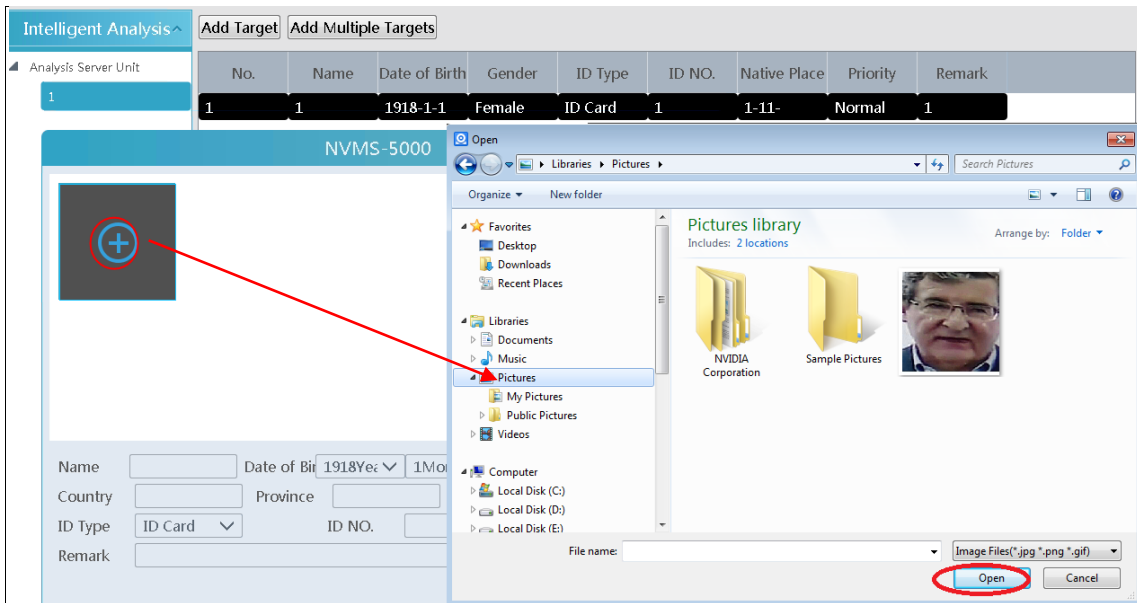 Intelligent Analysis
Add Target
Add Multiple Targets
Analysis Server Unit
1
No. Name Date of Birth Gender ID Type ID NO. Native Place Priority Remark
1 1 1918-1-1 Female ID Card 1 1-11- Normal 1
NVMS-5000
Open
Libraries Pictures
Search Pictures
Organize
New folder
Favorites
Desktop
Downloads
Recent Places
Libraries
Documents
Music
Pictures
My Pictures
Public Pictures
Videos
Computer
Local Disk (C:)
Local Disk (D:)
Local Disk (E:)
Pictures library
Includes: 2 locations
Arrange by: Folder
NVIDIA
Corporation
Sample Pictures
Name
Date of Bir 1918Yea 1Mo
Country
Province
ID Type ID Card
ID NO.
Remark
File name:
Image Files(*.jpg *.png *.gif)
Open
Cancel